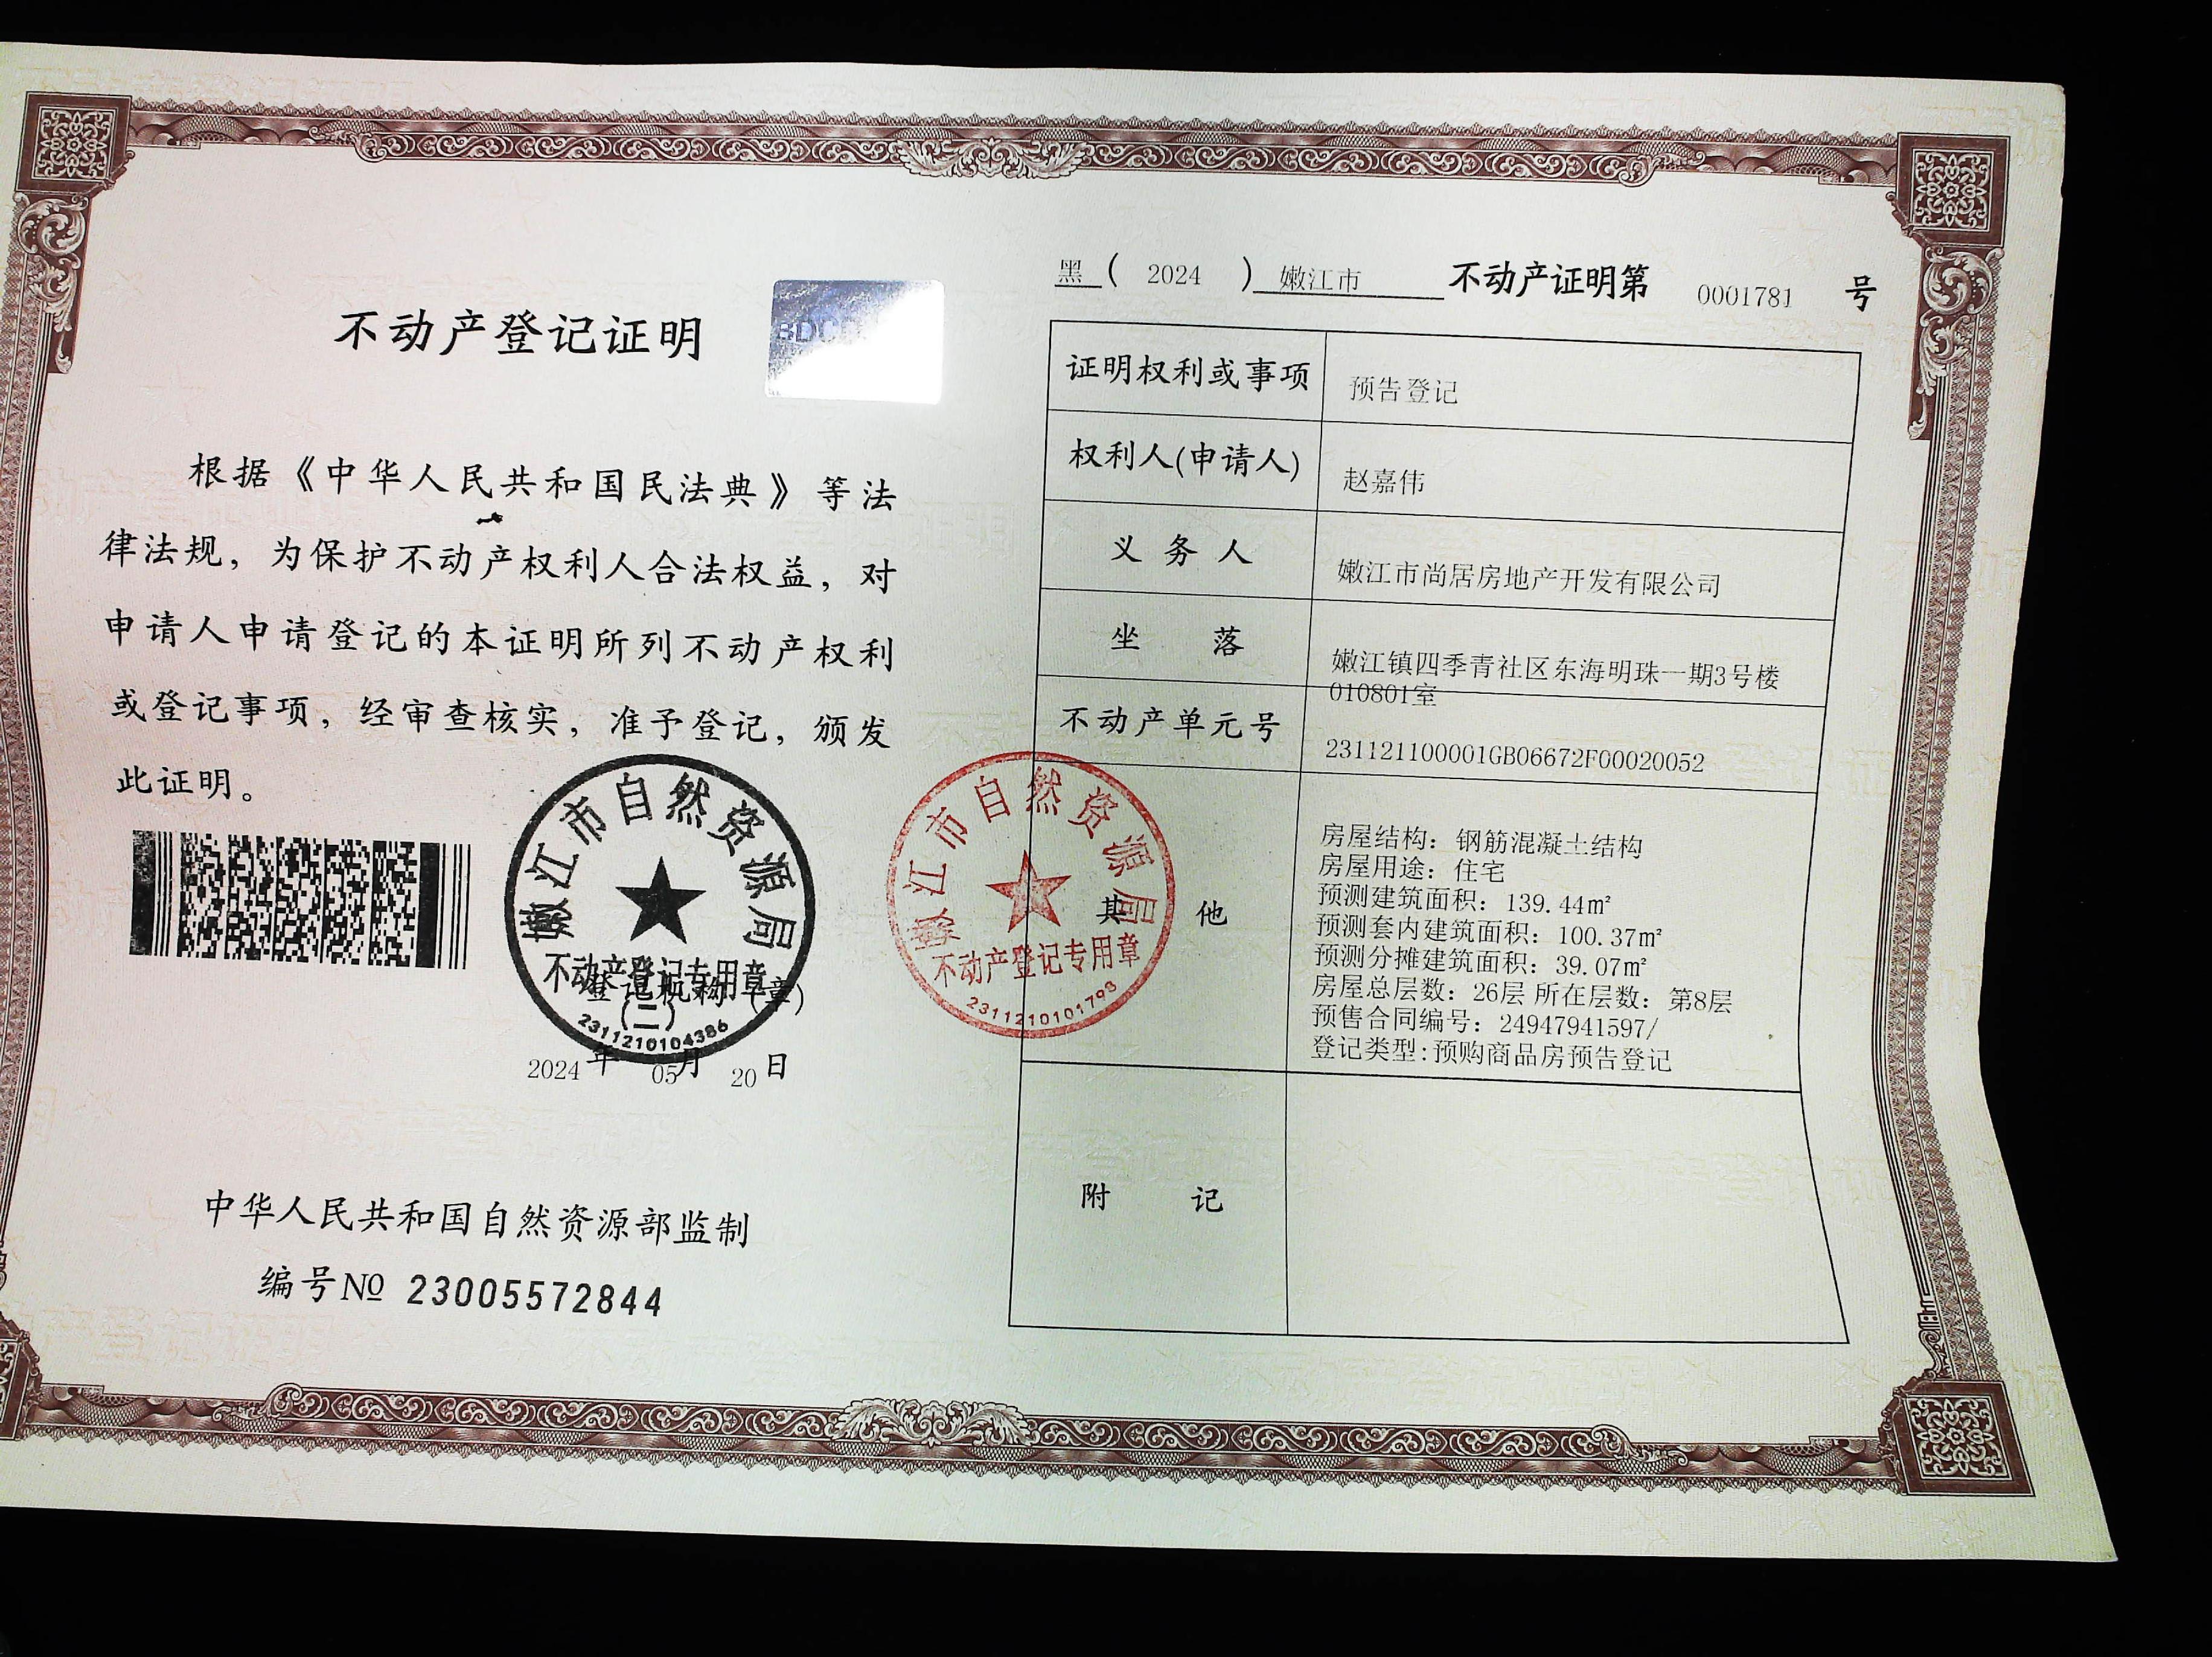 不动产登记证明
根据《中华人民共和国民法典》等法
律法规，为保护不动产权利人合法权益，对
申请人申请登记的本证明所列不动产权利
或登记事项，经审查核实，准予登记，颁发
此证明。
嫩江市自然资源局
不动产登记专用章
(二)
2311210104386
登记机构（章）
2024 年 05 月 20 日
中华人民共和国自然资源部监制
编号№ 23005572844
黑（ 2024 ）嫩江市 不动产证明第 0001781 号
证明权利或事项 预告登记
权利人(申请人) 赵嘉伟
义务人 嫩江市尚居房地产开发有限公司
坐落 嫩江镇四季青社区东海明珠一期3号楼
010801室
不动产单元号 231121100001GB06672F00020052
嫩江市自然资源局
不动产登记专用章
2311210101793
其他
房屋结构：钢筋混凝土结构
房屋用途：住宅
预测建筑面积：139.44㎡
预测套内建筑面积：100.37㎡
预测分摊建筑面积：39.07㎡
房屋总层数：26层 所在层数：第8层
预售合同编号：24947941597/
登记类型:预购商品房预告登记
附记